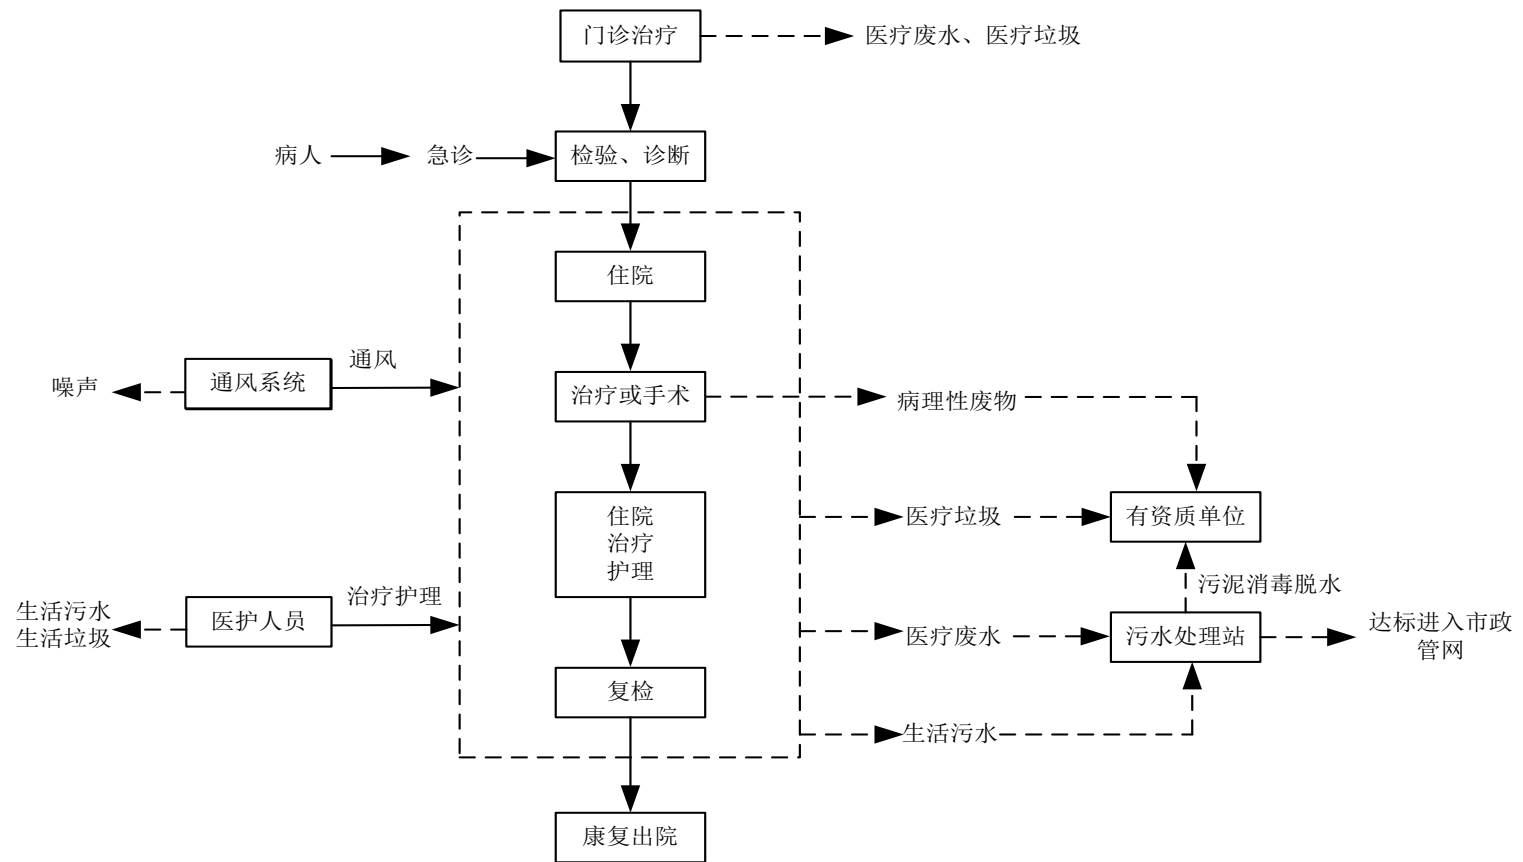 门诊治疗
医疗废水、医疗垃圾
病人
急诊
检验、诊断
住院
通风系统
通风
噪声
治疗或手术
病理性废物
住院
治疗
护理
医疗垃圾
有资质单位
污泥消毒脱水
生活污水
生活垃圾
医护人员
治疗护理
医疗废水
污水处理站
达标进入市政
管网
复检
生活污水
康复出院